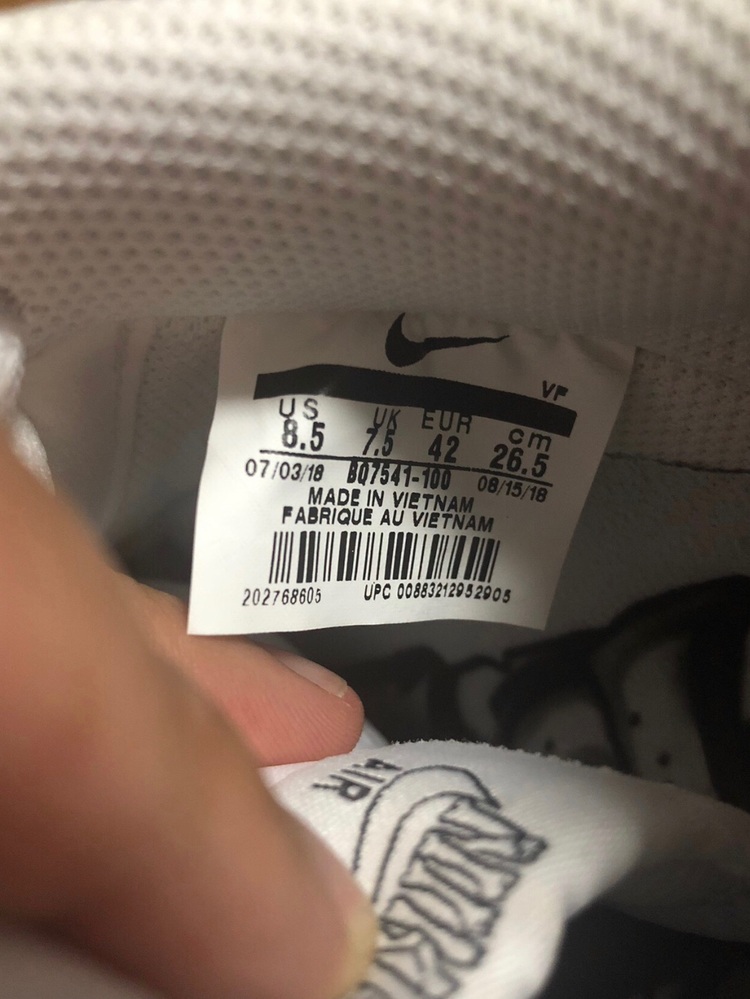 VF
US UK EUR cm
8.5 7.5 42 26.5
07/03/18 BQ7541-100 08/15/18
MADE IN VIETNAM
FABRIQUE AU VIETNAM
202768605 UPC 00883212952905
AIR